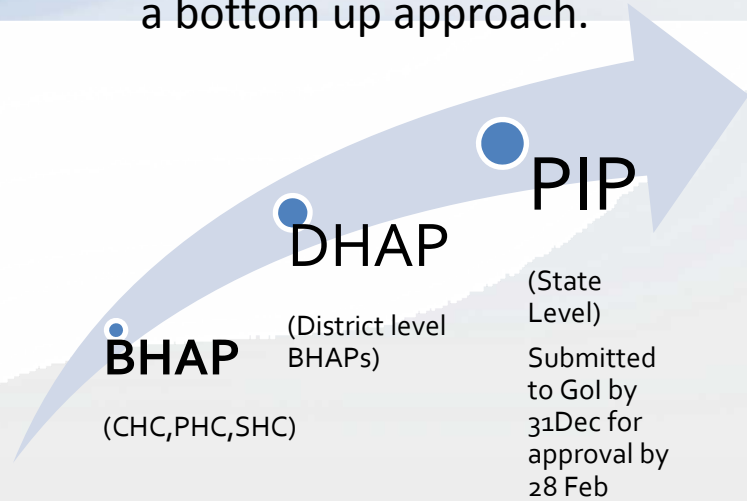 a bottom up approach.
PIP
DHAP
(State
Level)
(District level
BHAPs)
BHAP
Submitted
to GoI by
31Dec for
approval by
28 Feb
(CHC,PHC,SHC)